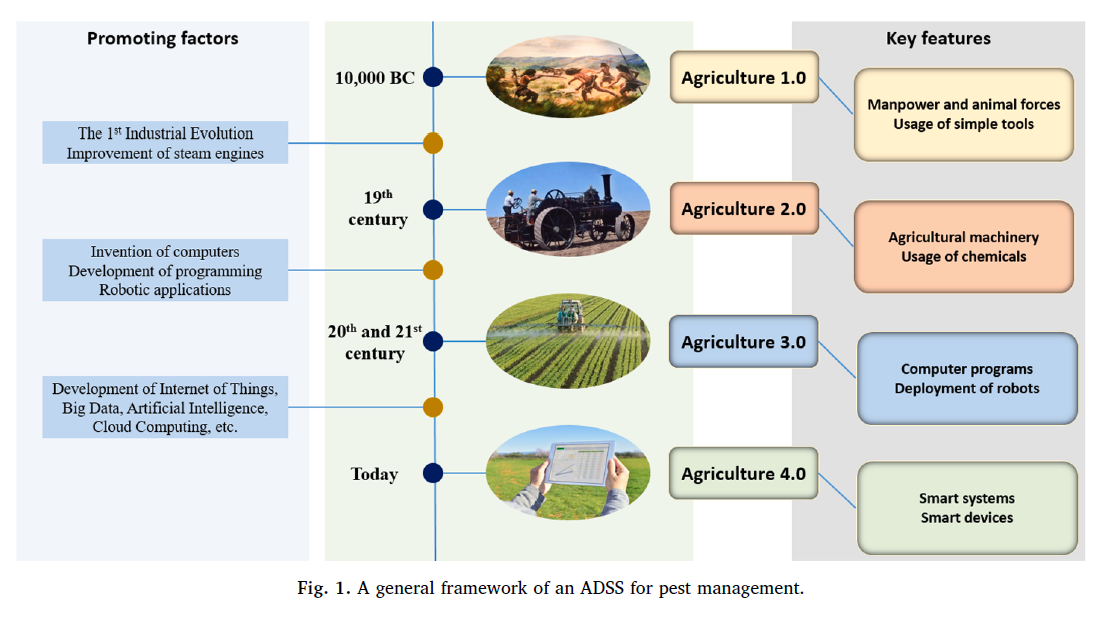 Promoting factors
Key features
10,000 BC
Agriculture 1.0
Manpower and animal forces
Usage of simple tools
The 1st Industrial Evolution
Improvement of steam engines
19th
century
Agriculture 2.0
Agricultural machinery
Usage of chemicals
Invention of computers
Development of programming
Robotic applications
20th and 21st
century
Agriculture 3.0
Computer programs
Deployment of robots
Development of Internet of Things,
Big Data, Artificial Intelligence,
Cloud Computing, etc.
Today
Agriculture 4.0
Smart systems
Smart devices
Fig. 1. A general framework of an ADSS for pest management.